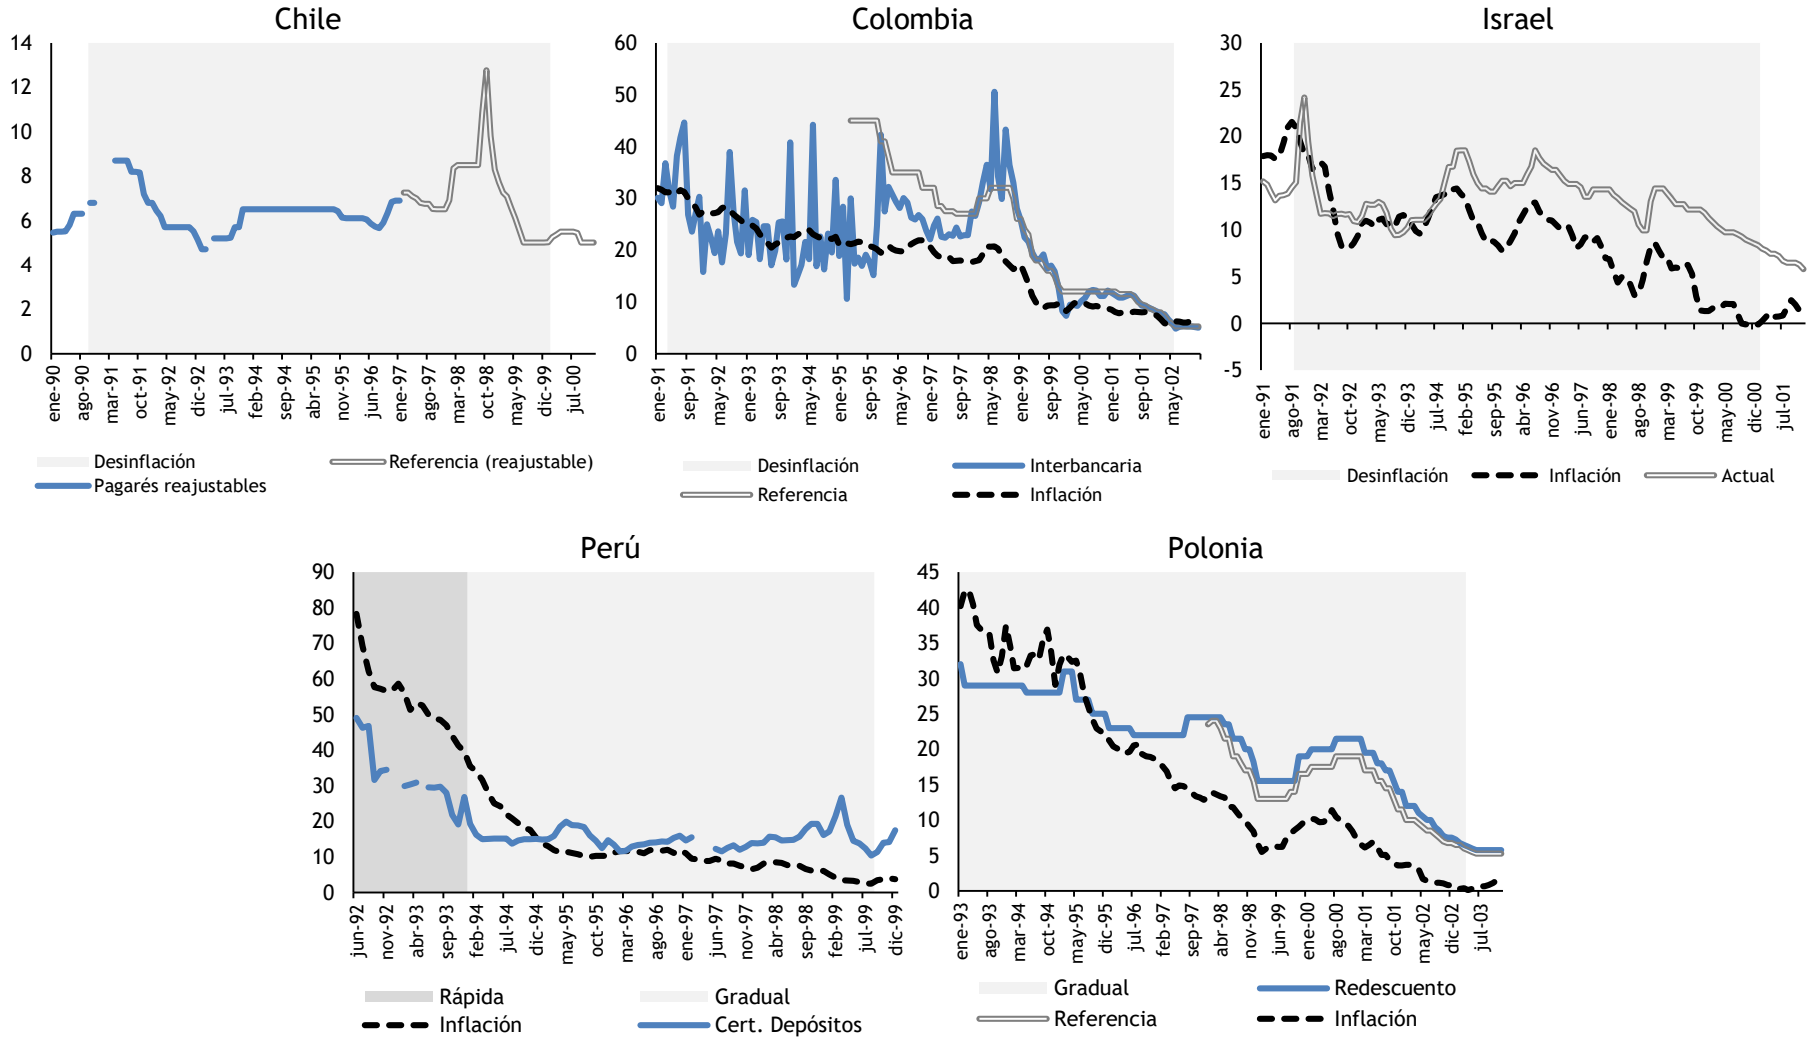 Chile
14
12
10
8
6
4
2
0
ene-90
ago-90
mar-91
oct-91
may-92
dic-92
jul-93
feb-94
sep-94
abr-95
nov-95
jun-96
ene-97
ago-97
mar-98
oct-98
may-99
dic-99
jul-00
Desinflación
Referencia (reajustable)
Pagarés reajustables
Colombia
60
50
40
30
20
10
0
ene-91
sep-91
may-92
ene-93
sep-93
may-94
ene-95
sep-95
may-96
ene-97
sep-97
may-98
ene-99
sep-99
may-00
ene-01
sep-01
may-02
Desinflación
Interbancaria
Referencia
Inflación
Israel
30
25
20
15
10
5
0
-5
ene-91
ago-91
mar-92
oct-92
may-93
dic-93
jul-94
feb-95
sep-95
abr-96
nov-96
jun-97
ene-98
ago-98
mar-99
oct-99
may-00
dic-00
jul-01
Desinflación
Inflación
Actual
Perú
90
80
70
60
50
40
30
20
10
0
jun-92
nov-92
abr-93
sep-93
feb-94
jul-94
dic-94
may-95
oct-95
mar-96
ago-96
ene-97
jun-97
nov-97
abr-98
sep-98
feb-99
jul-99
dic-99
Rápida
Gradual
Inflación
Cert. Depósitos
Polonia
45
40
35
30
25
20
15
10
5
0
ene-93
ago-93
mar-94
oct-94
may-95
dic-95
jul-96
feb-97
sep-97
abr-98
nov-98
jun-99
ene-00
ago-00
mar-01
oct-01
may-02
dic-02
jul-03
Gradual
Redescuento
Referencia
Inflación